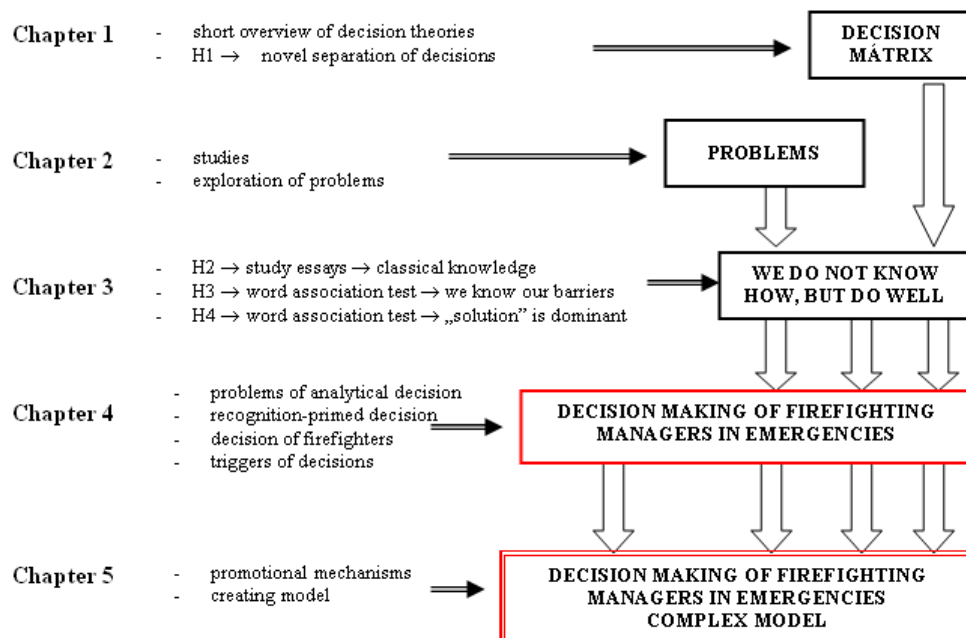 Chapter 1
- short overview of decision theories
- H1 → novel separation of decisions
DECISION
MÁTRIX
Chapter 2
- studies
- exploration of problems
PROBLEMS
Chapter 3
- H2 → study essays → classical knowledge
- H3 → word association test → we know our barriers
- H4 → word association test → „solution” is dominant
WE DO NOT KNOW
HOW, BUT DO WELL
Chapter 4
- problems of analytical decision
- recognition-primed decision
- decision of firefighters
- triggers of decisions
DECISION MAKING OF FIREFIGHTING
MANAGERS IN EMERGENCIES
Chapter 5
- promotional mechanisms
- creating model
DECISION MAKING OF FIREFIGHTING
MANAGERS IN EMERGENCIES
COMPLEX MODEL